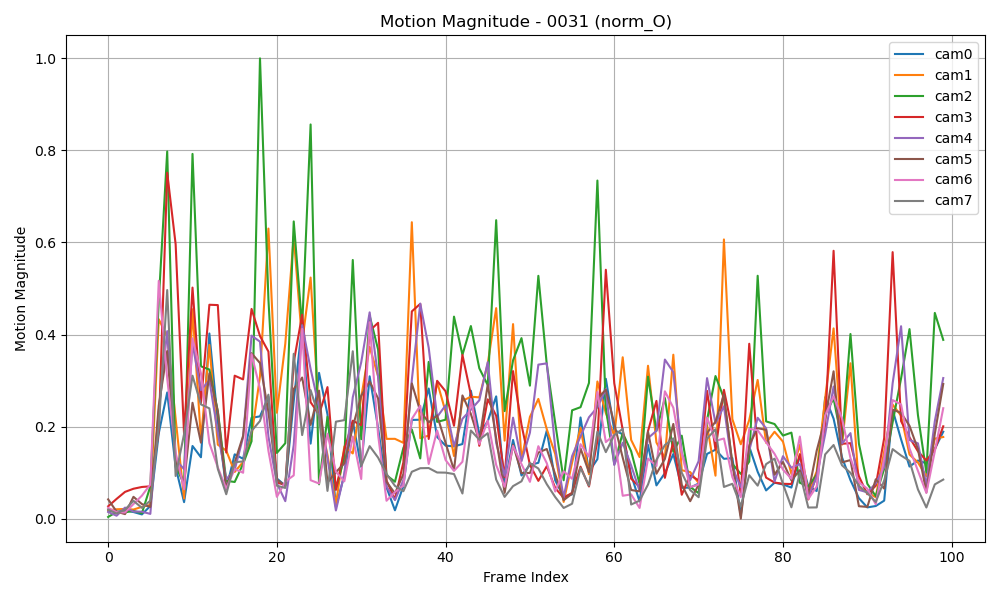 Motion Magnitude - 0031 (norm_O)
Motion Magnitude
1.0
0.8
0.6
0.4
0.2
0.0
0
20
40
60
80
100
Frame Index
cam0
cam1
cam2
cam3
cam4
cam5
cam6
cam7